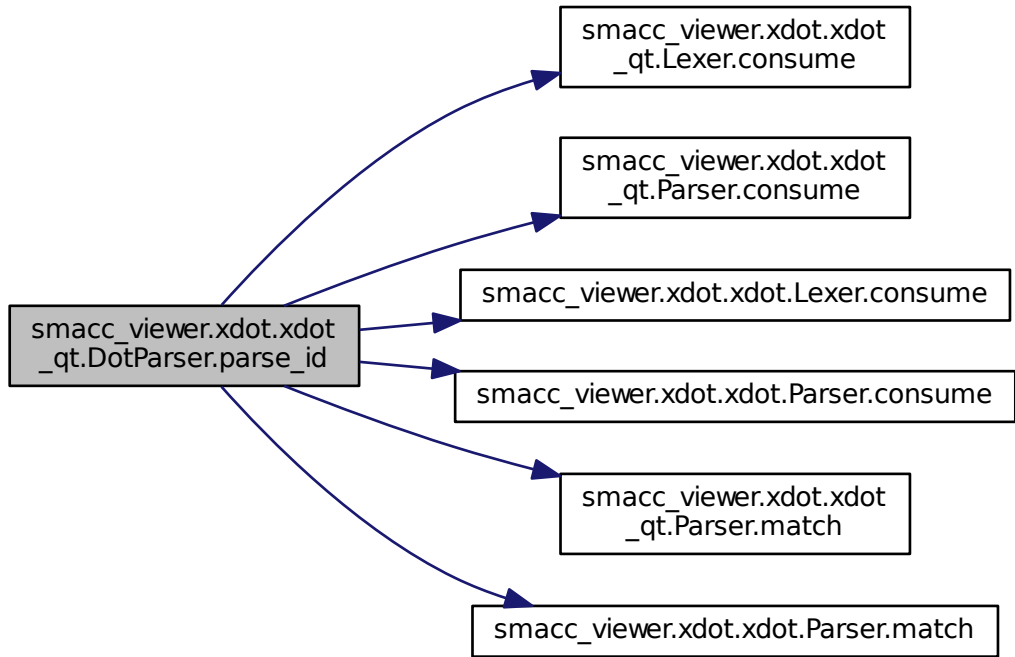 smacc_viewer.xdot.xdot
_qt.Lexer.consume
smacc_viewer.xdot.xdot
_qt.Parser.consume
smacc_viewer.xdot.xdot.Lexer.consume
smacc_viewer.xdot.xdot
_qt.DotParser.parse_id
smacc_viewer.xdot.xdot.Parser.consume
smacc_viewer.xdot.xdot
_qt.Parser.match
smacc_viewer.xdot.xdot.Parser.match